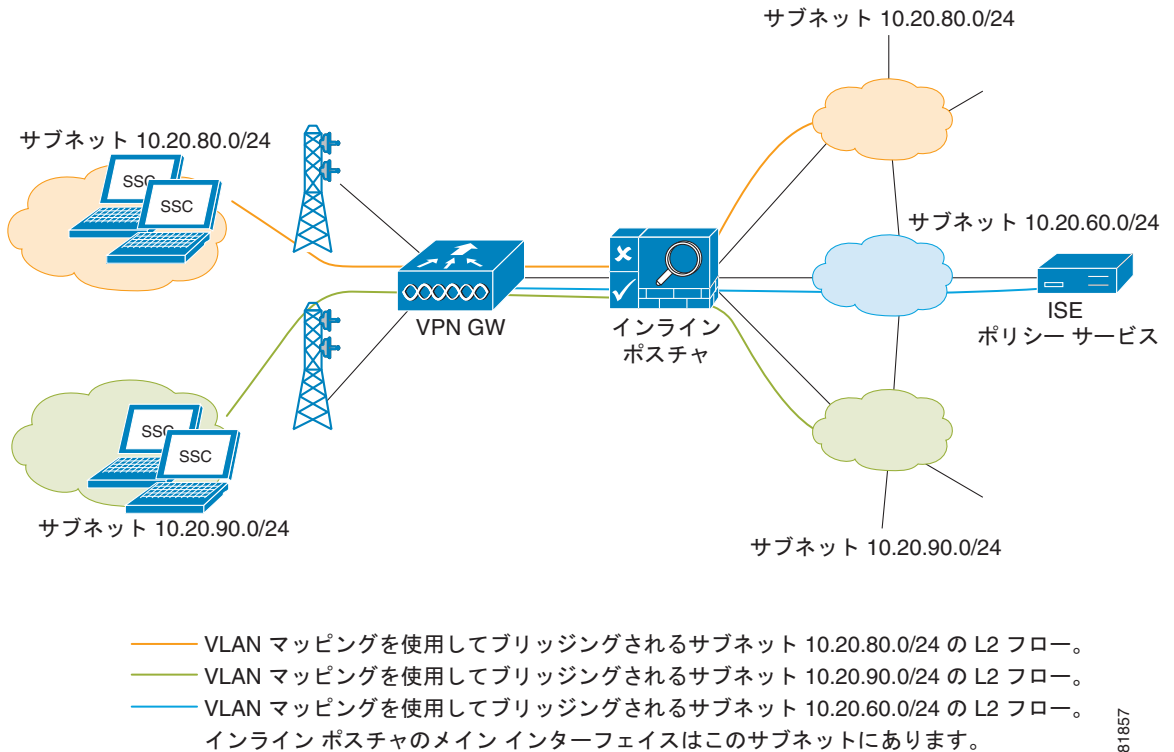 サブネット 10.20.80.0/24
サブネット 10.20.80.0/24
SSC
SSC
サブネット 10.20.60.0/24
VPN GW
インライン
ポスチャ
ISE
ポリシー サービス
SSC
SSC
サブネット 10.20.90.0/24
サブネット 10.20.90.0/24
VLAN マッピングを使用してブリッジングされるサブネット 10.20.80.0/24 の L2 フロー。
VLAN マッピングを使用してブリッジングされるサブネット 10.20.90.0/24 の L2 フロー。
VLAN マッピングを使用してブリッジングされるサブネット 10.20.60.0/24 の L2 フロー。
インライン ポスチャのメイン インターフェイスはこのサブネットにあります。
81857